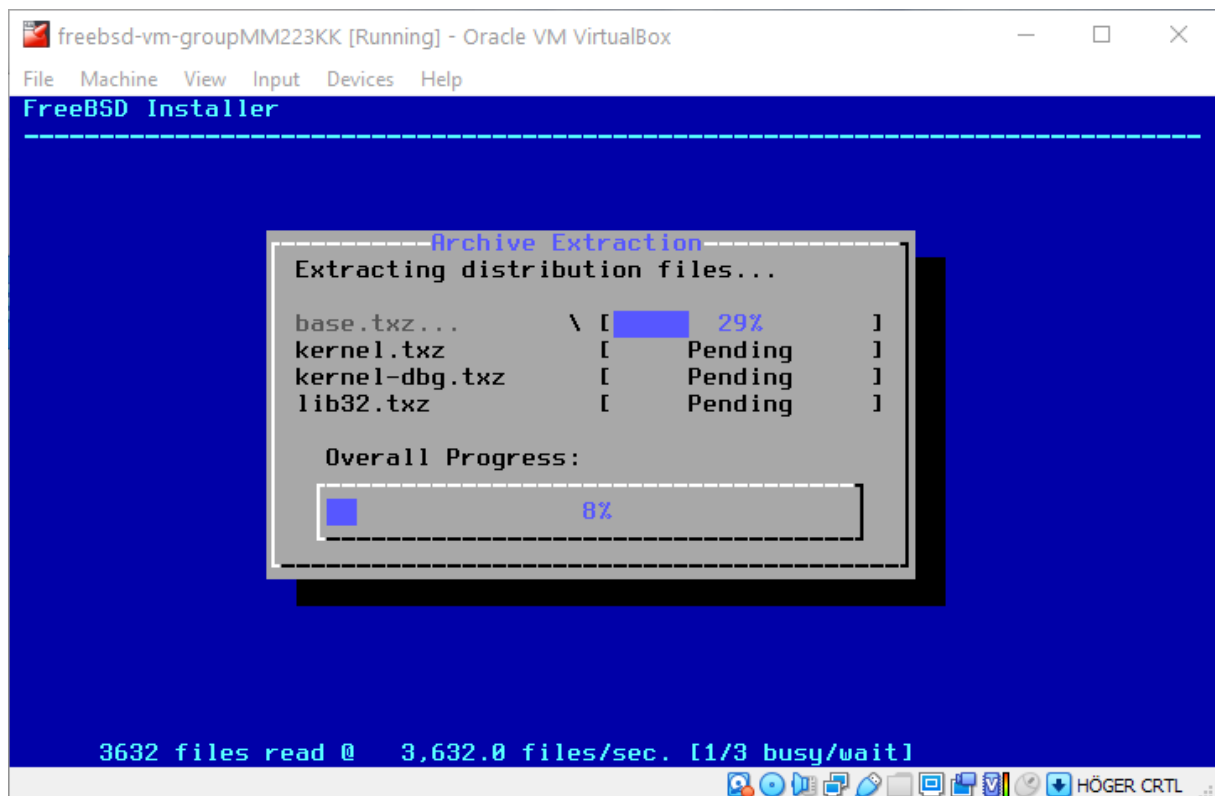 freebsd-vm-groupMM223KK [Running] - Oracle VM VirtualBox
File Machine View Input Devices Help
FreeBSD Installer
Archive Extraction
Extracting distribution files...
base.txz... \ [ 29% ]
kernel.txz [ Pending ]
kernel-dbg.txz [ Pending ]
lib32.txz [ Pending ]
Overall Progress:
8%
3632 files read @ 3,632.0 files/sec. [1/3 busy/wait]
HÖGER CRTL